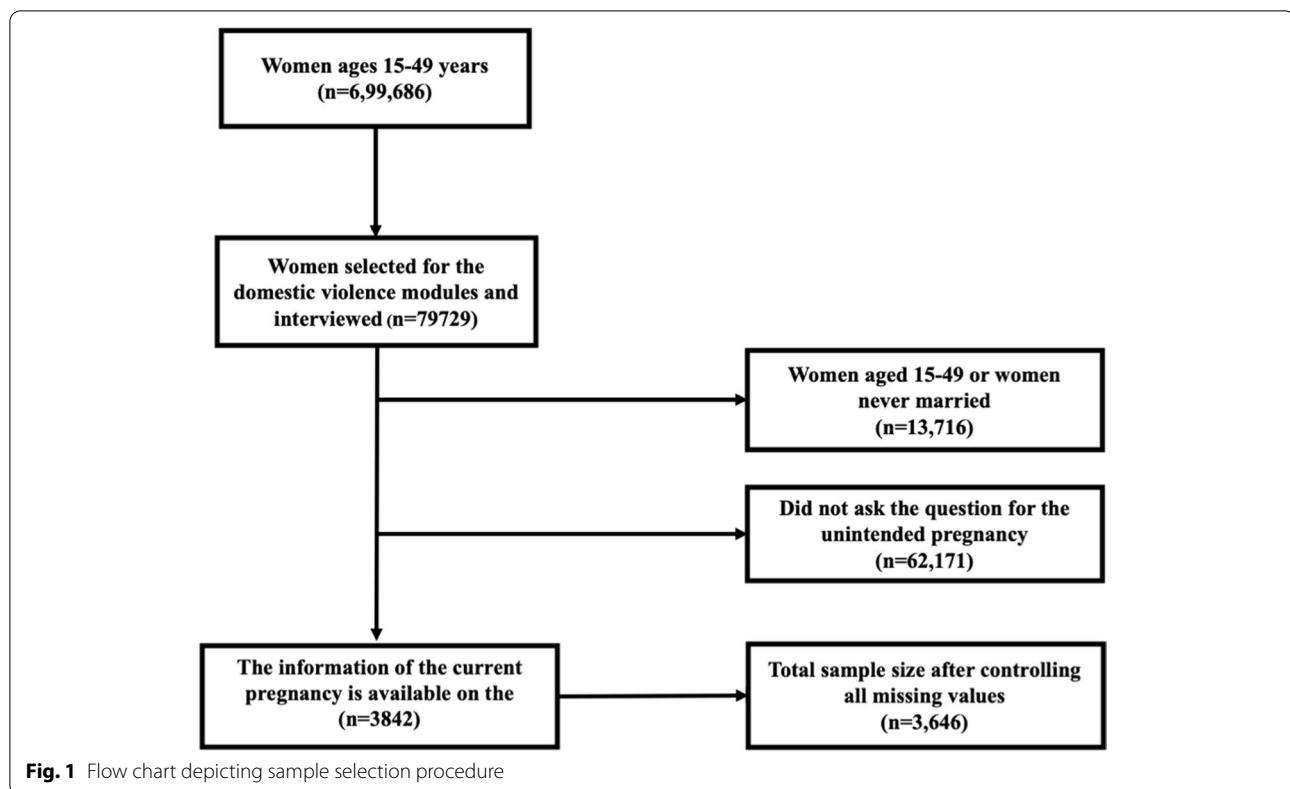 Women ages 15-49 years
(n=6,99,686)
Women selected for the
domestic violence modules and
interviewed (n=79729)
Women aged 15-49 or women
never married
(n=13,716)
Did not ask the question for the
unintended pregnancy
(n=62,171)
The information of the current
pregnancy is available on the
(n=3842)
Total sample size after controlling
all missing values
(n=3,646)
Fig. 1 Flow chart depicting sample selection procedure